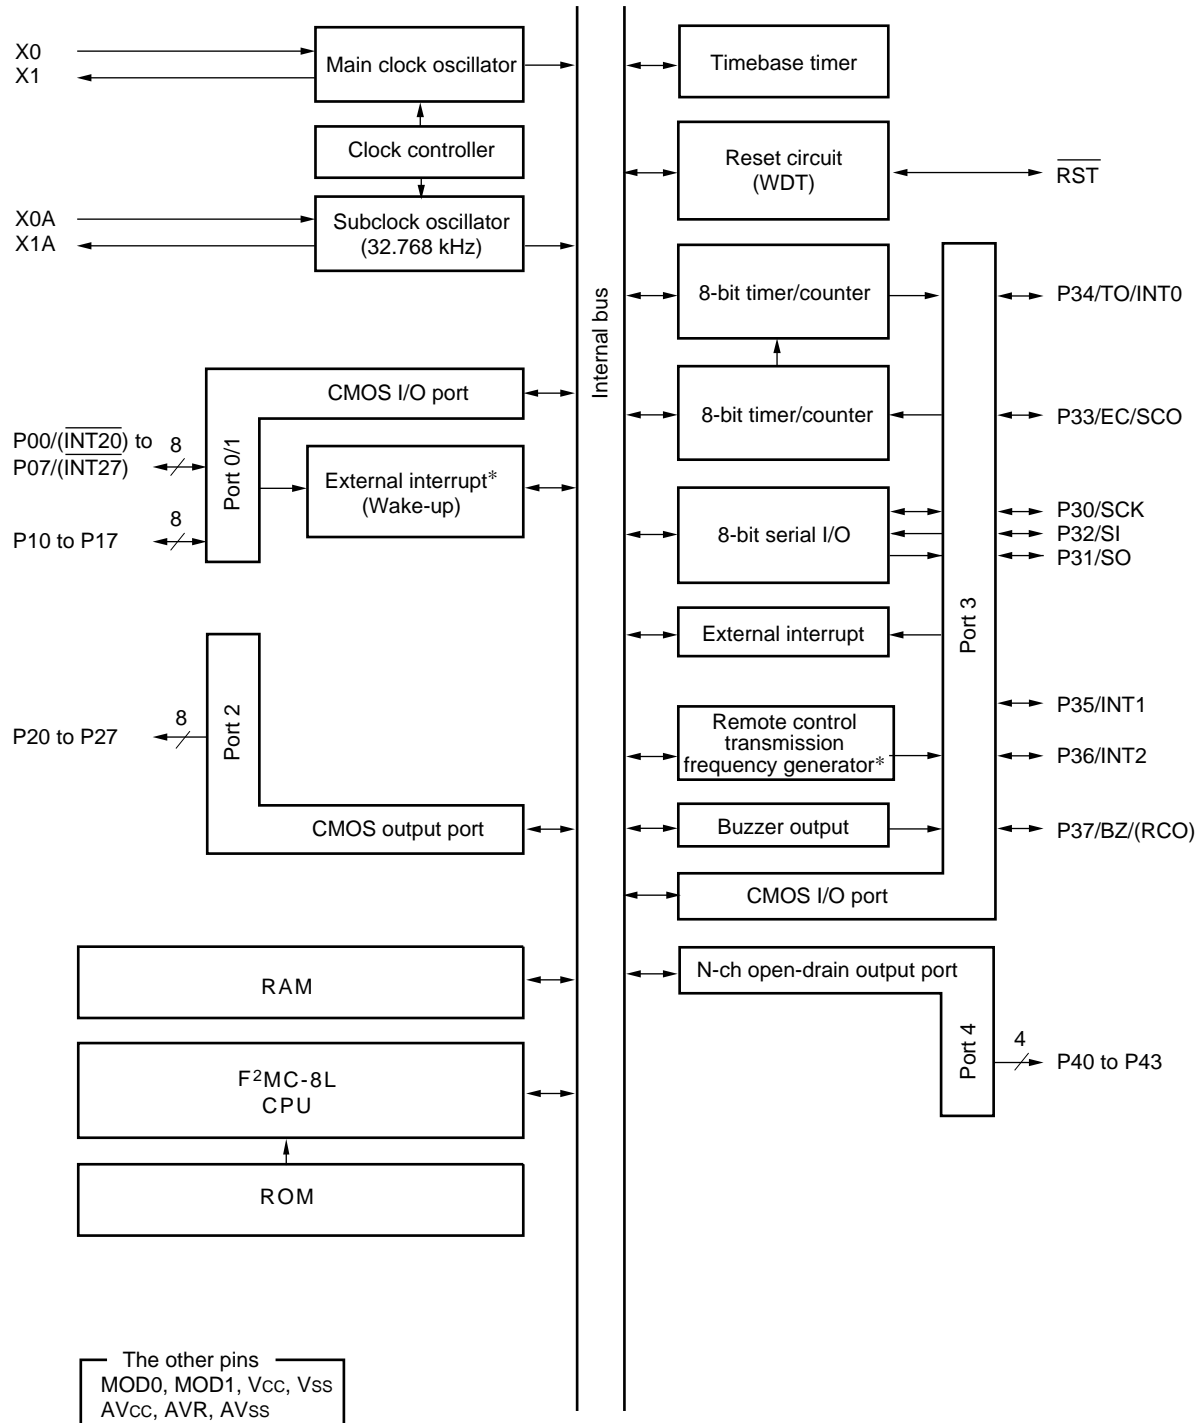 X0
X1
Main clock oscillator
Clock controller
X0A
X1A
Subclock oscillator
(32.768 kHz)
CMOS I/O port
Port 0/1
P00/(INT20) to
P07/(INT27)
8
External interrupt*
(Wake-up)
P10 to P17
8
Port 2
P20 to P27
8
CMOS output port
RAM
F²MC-8L
CPU
ROM
The other pins
MOD0, MOD1, Vcc, Vss
AVcc, AVR, AVss
Internal bus
Timebase timer
Reset circuit
(WDT)
RST
8-bit timer/counter
P34/TO/INT0
8-bit timer/counter
P33/EC/SCO
8-bit serial I/O
P30/SCK
P32/SI
P31/SO
External interrupt
Port 3
P35/INT1
Remote control
transmission
frequency generator*
P36/INT2
Buzzer output
P37/BZ/(RCO)
CMOS I/O port
N-ch open-drain output port
Port 4
4
P40 to P43